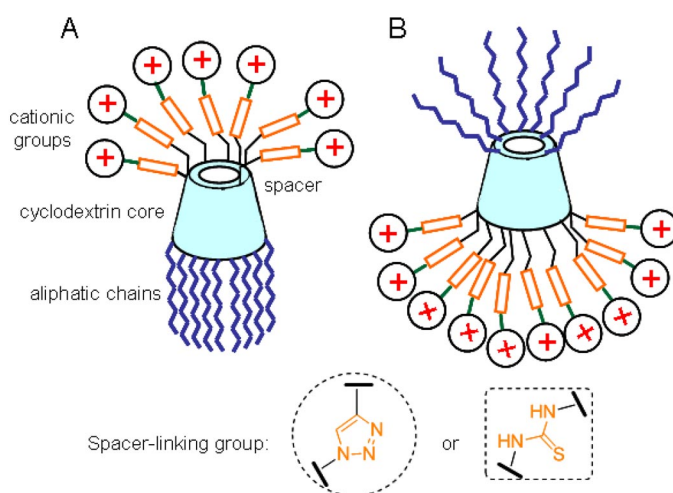 A
B
cationic
groups
spacer
cyclodextrin core
aliphatic chains
Spacer-linking group:
N
N
N
or
HN
HN
S